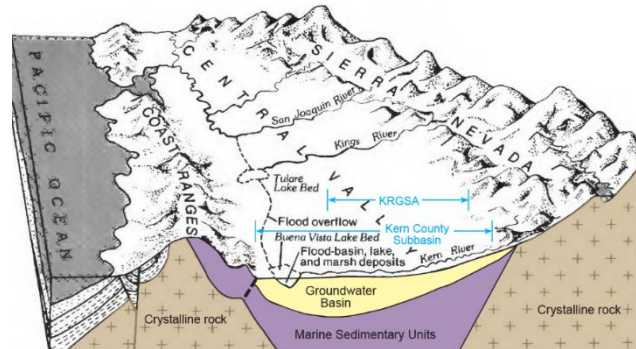 PACIFIC OCEAN
COAST RANGES
CENTRAL VALLEY
SIERRA NEVADA
San Joaquin River
Kings River
Tulare
Lake Bed
KRGSA
Flood overflow
Kern County
Subbasin
Buena Vista Lake Bed
Kern River
Flood-basin, lake,
and marsh deposits
Groundwater
Basin
Crystalline rock
Marine Sedimentary Units
Crystalline rock